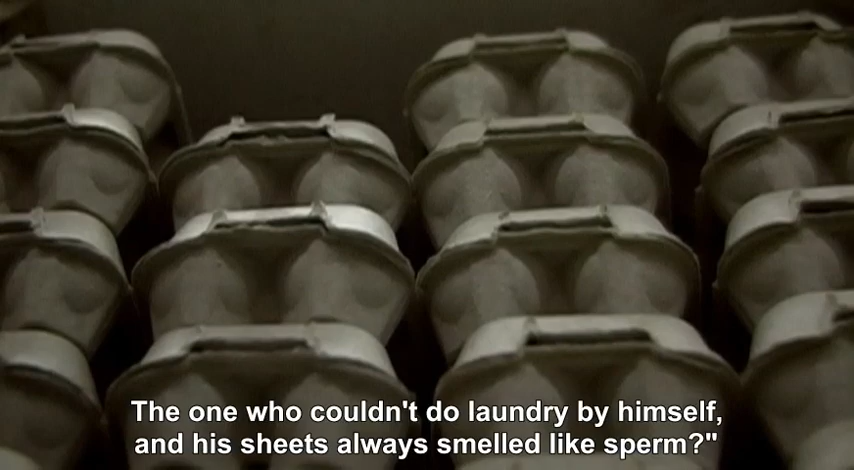 The one who couldn't do laundry by himself,
and his sheets always smelled like sperm?"